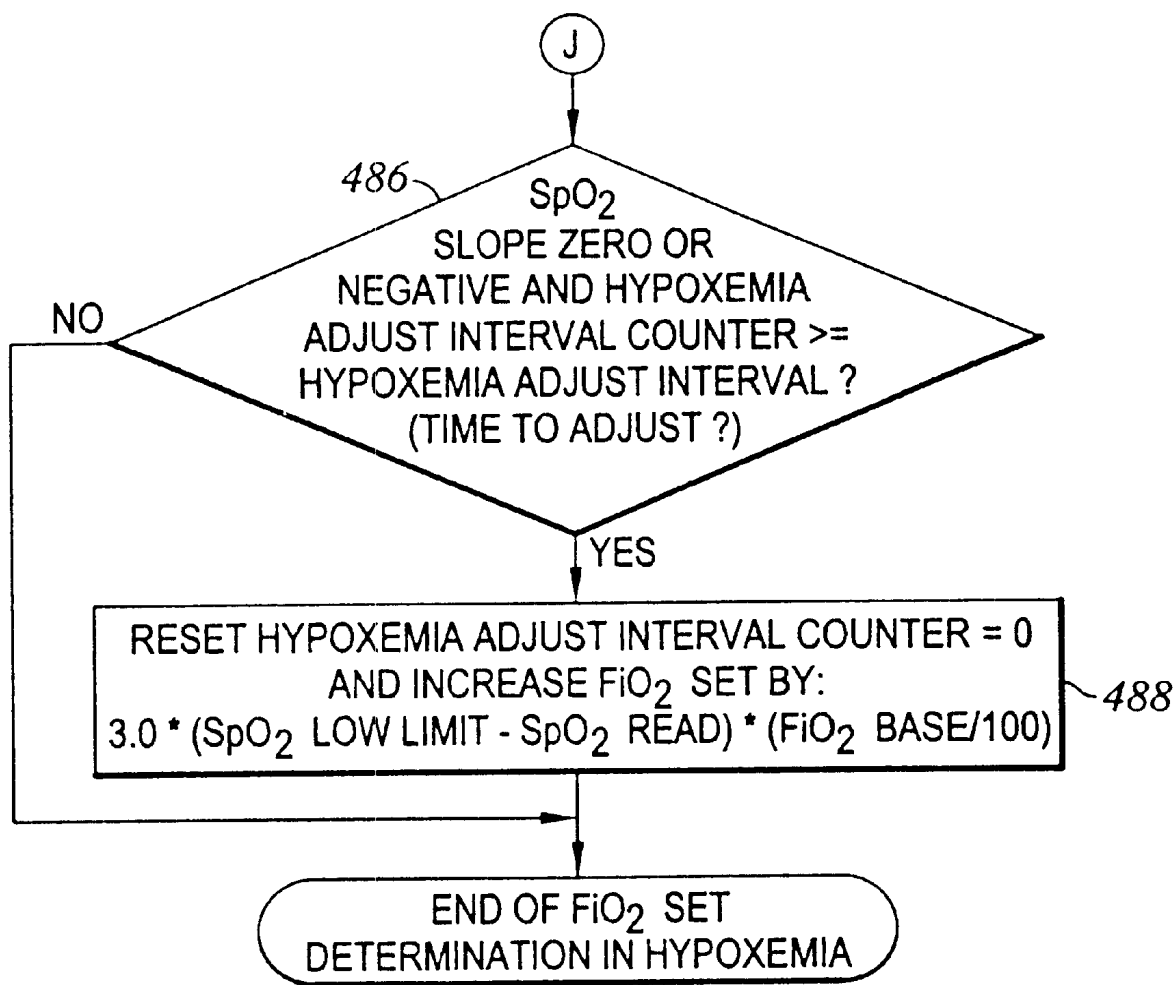 J
486
SpO2
SLOPE ZERO OR
NEGATIVE AND HYPOXEMIA
ADJUST INTERVAL COUNTER >=
HYPOXEMIA ADJUST INTERVAL ?
(TIME TO ADJUST ?)
NO
YES
RESET HYPOXEMIA ADJUST INTERVAL COUNTER = 0
AND INCREASE FiO2 SET BY:
3.0 * (SpO2 LOW LIMIT - SpO2 READ) * (FiO2 BASE/100)
488
END OF FiO2 SET
DETERMINATION IN HYPOXEMIA